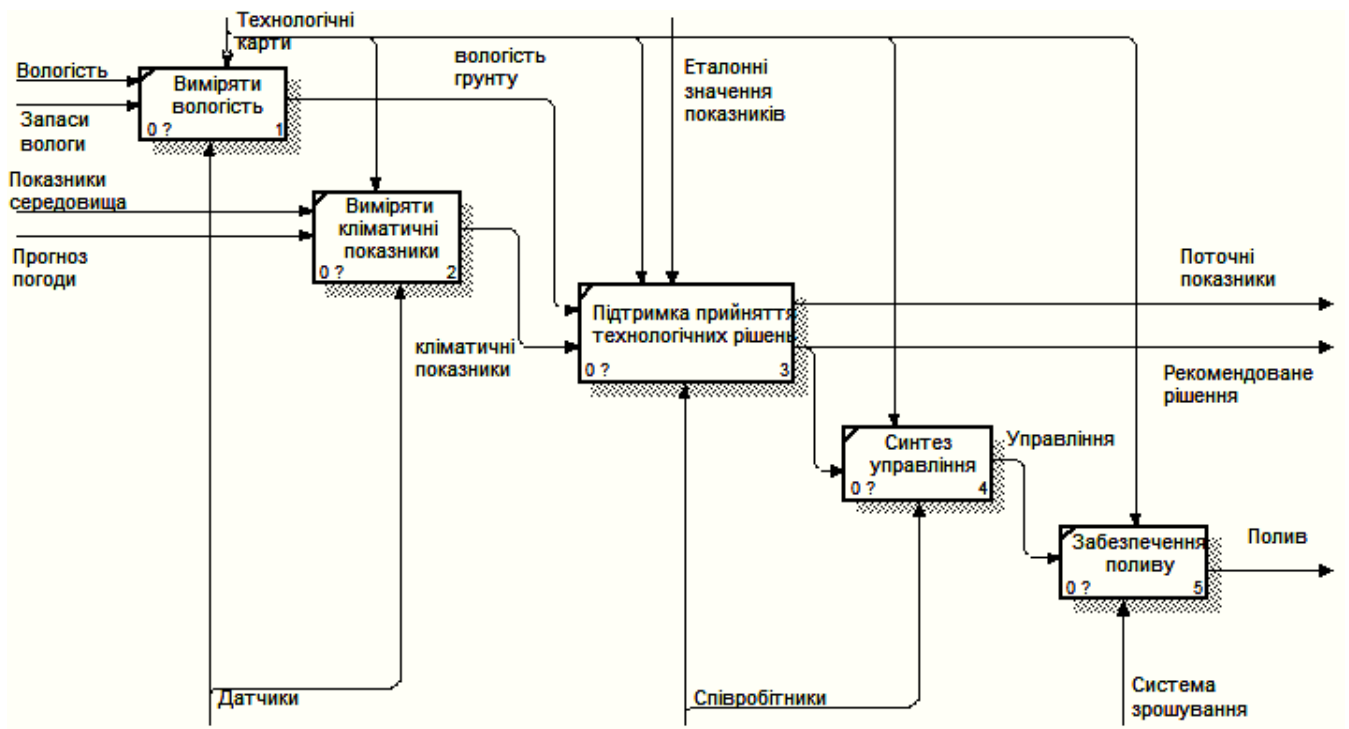 Технологічні
карти
Вологість
Запаси
вологи
Виміряти
вологість
0 ?
1
вологість
грунту
Еталонні
значення
показників
Показники
середовища
Прогноз
погоди
Виміряти
кліматичні
показники
0 ?
2
кліматичні
показники
Підтримка прийняття
технологічних рішень
0 ?
3
Поточні
показники
Рекомендоване
рішення
Синтез
управління
0 ?
4
Управління
Забезпечення
поливу
0 ?
5
Полив
Датчики
Співробітники
Система
зрошування